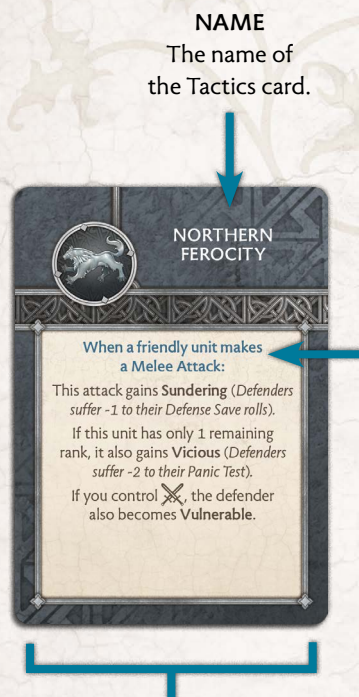 NAME
The name of
the Tactics card.
NORTHERN
FEROCITY
When a friendly unit makes
a Melee Attack:
This attack gains Sundering (Defenders
suffer -1 to their Defense Save rolls).
If this unit has only 1 remaining
rank, it also gains Vicious (Defenders
suffer -2 to their Panic Test).
If you control , the defender
also becomes Vulnerable.